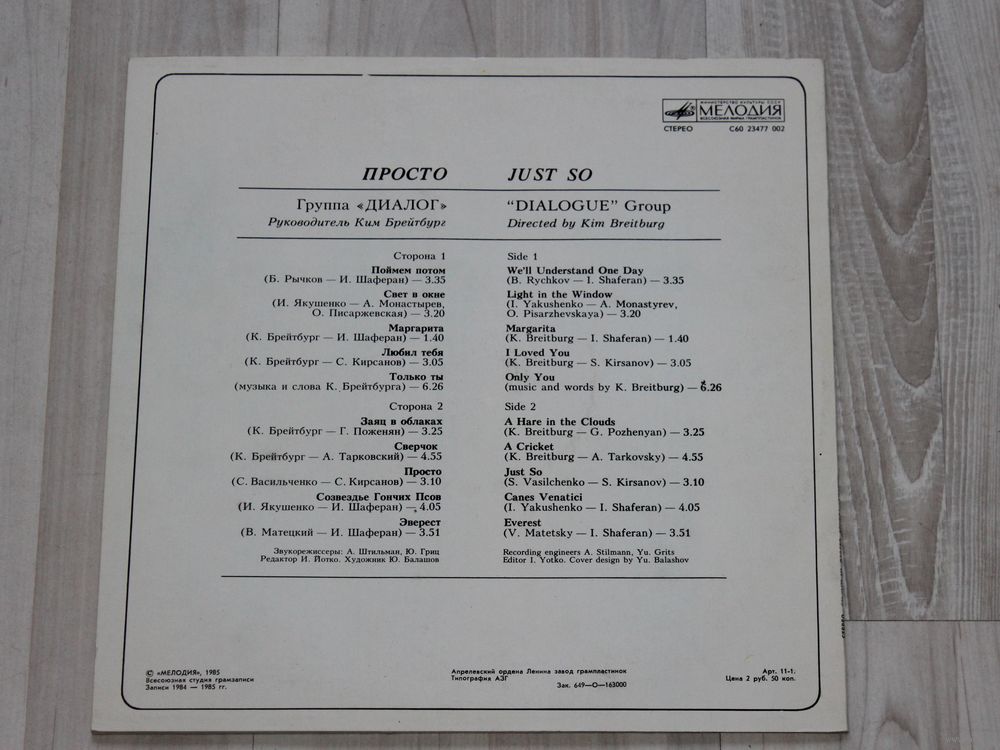 МИНИСТЕРСТВО КУЛЬТУРЫ СССР
МЕЛОДИЯ
ВСЕСОЮЗНАЯ ФИРМА ГРАМПЛАСТИНОК
СТЕРЕО С60 23477 002
ПРОСТО
Группа «ДИАЛОГ»
Руководитель Ким Брейтбург
Сторона 1
Поймем потом
(Б. Рычков — И. Шаферан) — 3.35
Свет в окне
(И. Якушенко — А. Монастырев,
О. Писаржевская) — 3.20
Маргарита
(К. Брейтбург — И. Шаферан) — 1.40
Любил тебя
(К. Брейтбург — С. Кирсанов) — 3.05
Только ты
(музыка и слова К. Брейтбурга) — 6.26
Сторона 2
Заяц в облаках
(К. Брейтбург — Г. Поженян) — 3.25
Сверчок
(К. Брейтбург — А. Тарковский) — 4.55
Просто
(С. Васильченко — С. Кирсанов) — 3.10
Созвездье Гончих Псов
(И. Якушенко — И. Шаферан) — 4.05
Эверест
(В. Матецкий — И. Шаферан) — 3.51
Звукорежиссеры: А. Штильман, Ю. Гриц
Редактор И. Йотко. Художник Ю. Балашов
JUST SO
“DIALOGUE” Group
Directed by Kim Breitburg
Side 1
We'll Understand One Day
(B. Rychkov — I. Shaferan) — 3.35
Light in the Window
(I. Yakushenko — A. Monastyrev,
O. Pisarzhevskaya) — 3.20
Margarita
(K. Breitburg — I. Shaferan) — 1.40
I Loved You
(K. Breitburg — S. Kirsanov) — 3.05
Only You
(music and words by K. Breitburg) — 6.26
Side 2
A Hare in the Clouds
(K. Breitburg — G. Pozhenyan) — 3.25
A Cricket
(K. Breitburg — A. Tarkovsky) — 4.55
Just So
(S. Vasilchenko — S. Kirsanov) — 3.10
Canes Venatici
(I. Yakushenko — I. Shaferan) — 4.05
Everest
(V. Matetsky — I. Shaferan) — 3.51
Recording engineers A. Stilmann, Yu. Grits
Editor I. Yotko. Cover design by Yu. Balashov
© «МЕЛОДИЯ», 1985
Всесоюзная студия грамзаписи
Записи 1984 — 1985 гг.
Апрелевский ордена Ленина завод грампластинок
Типография АЗГ
Зак. 649—О—163000
Арт. 11-1.
Цена 2 руб. 50 коп.